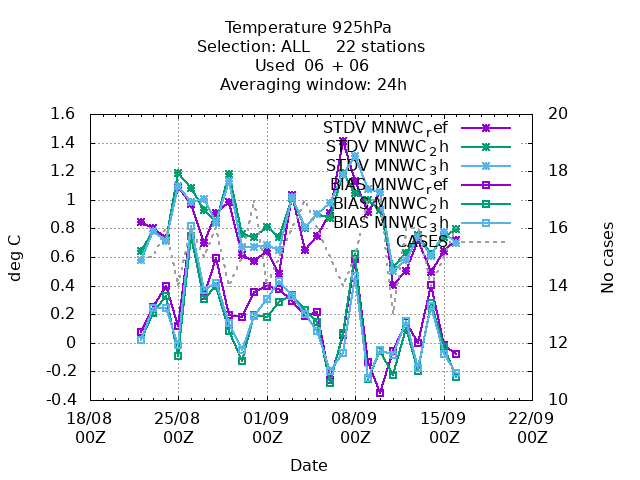 Temperature 925hPa
Selection: ALL 22 stations
Used 06 + 06
Averaging window: 24h
STDV MNWC_ref
STDV MNWC_2h
STDV MNWC_3h
BIAS MNWC_ref
BIAS MNWC_2h
BIAS MNWC_3h
CASES
1.6
1.4
1.2
1
0.8
0.6
0.4
0.2
0
-0.2
-0.4
deg C
20
18
16
14
12
10
No cases
18/08 25/08 01/09 08/09 15/09 22/09
00Z 00Z 00Z 00Z 00Z 00Z
Date